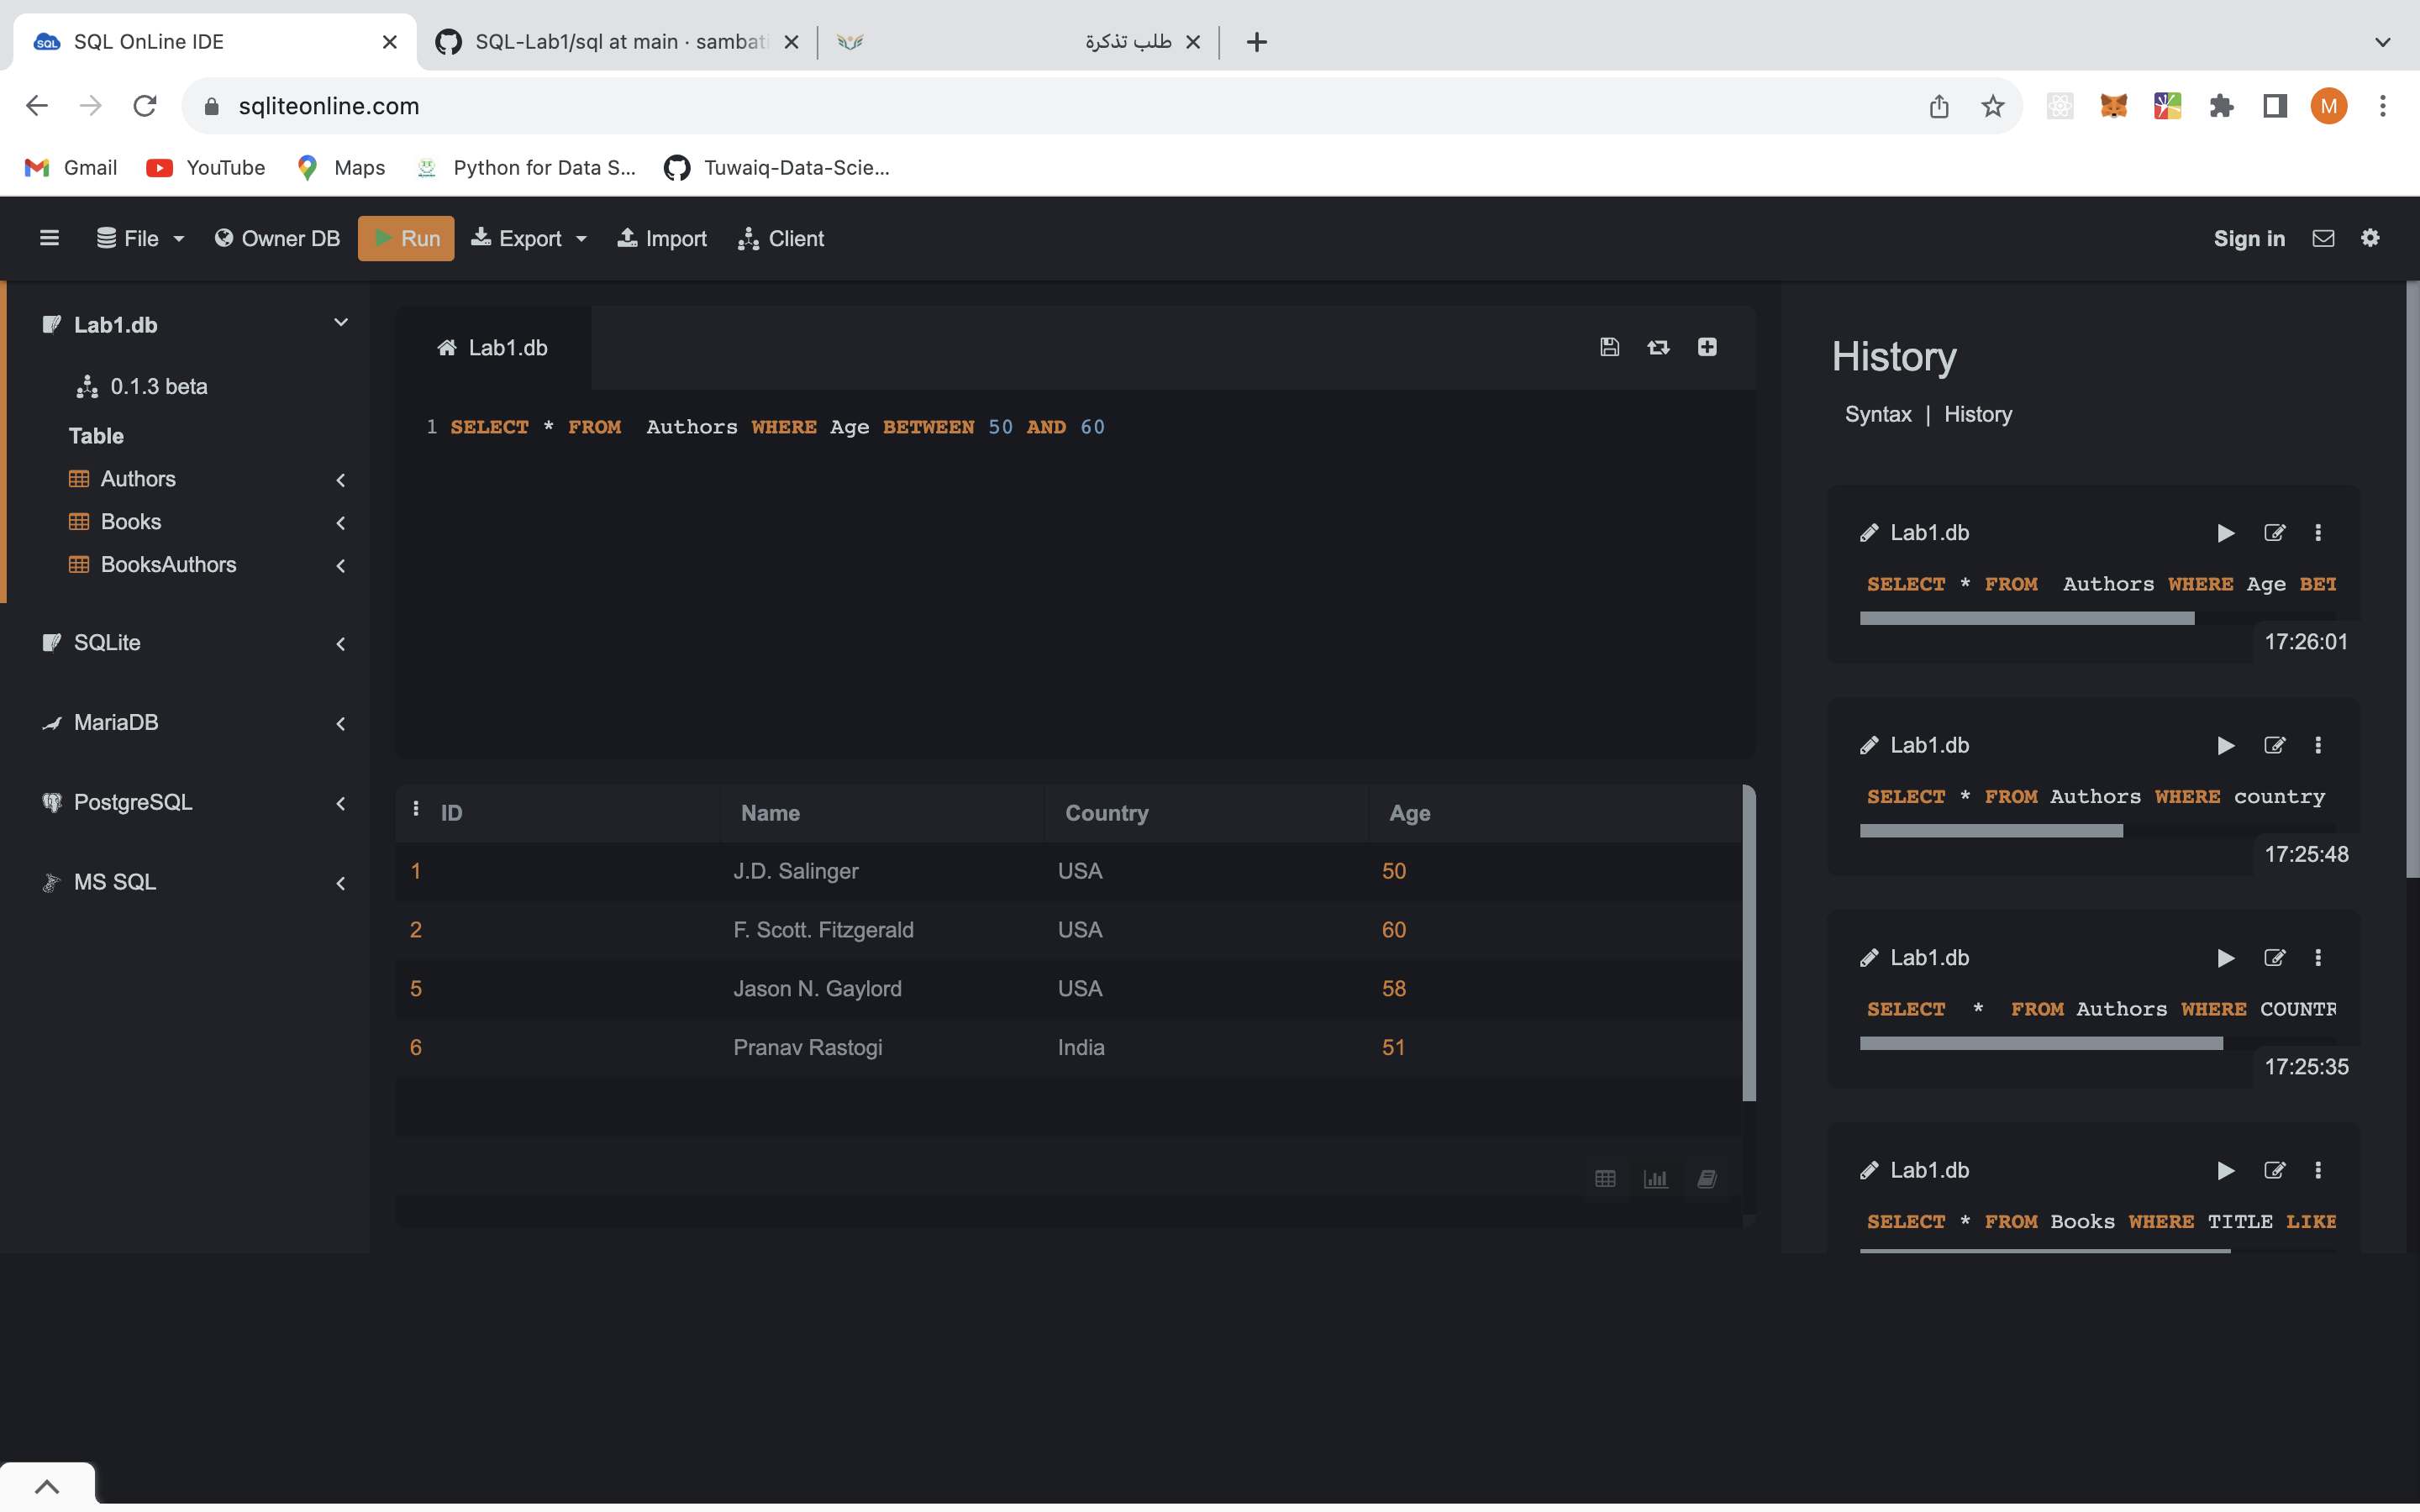 SQL OnLine IDE
SQL-Lab1/sql at main · sambati
طلب تذكرة
sqliteonline.com
M
Gmail
YouTube
Maps
Python for Data S...
Tuwaiq-Data-Scie...
File
Owner DB
Run
Export
Import
Client
Sign in
Lab1.db
0.1.3 beta
Table
Authors
Books
BooksAuthors
SQLite
MariaDB
PostgreSQL
MS SQL
Lab1.db
1 SELECT * FROM  Authors WHERE Age BETWEEN 50 AND 60
ID Name Country Age
1 J.D. Salinger USA 50
2 F. Scott. Fitzgerald USA 60
5 Jason N. Gaylord USA 58
6 Pranav Rastogi India 51
History
Syntax | History
Lab1.db
SELECT * FROM  Authors WHERE Age BET
17:26:01
Lab1.db
SELECT * FROM Authors WHERE country
17:25:48
Lab1.db
SELECT  *  FROM Authors WHERE COUNTR
17:25:35
Lab1.db
SELECT * FROM Books WHERE TITLE LIKE